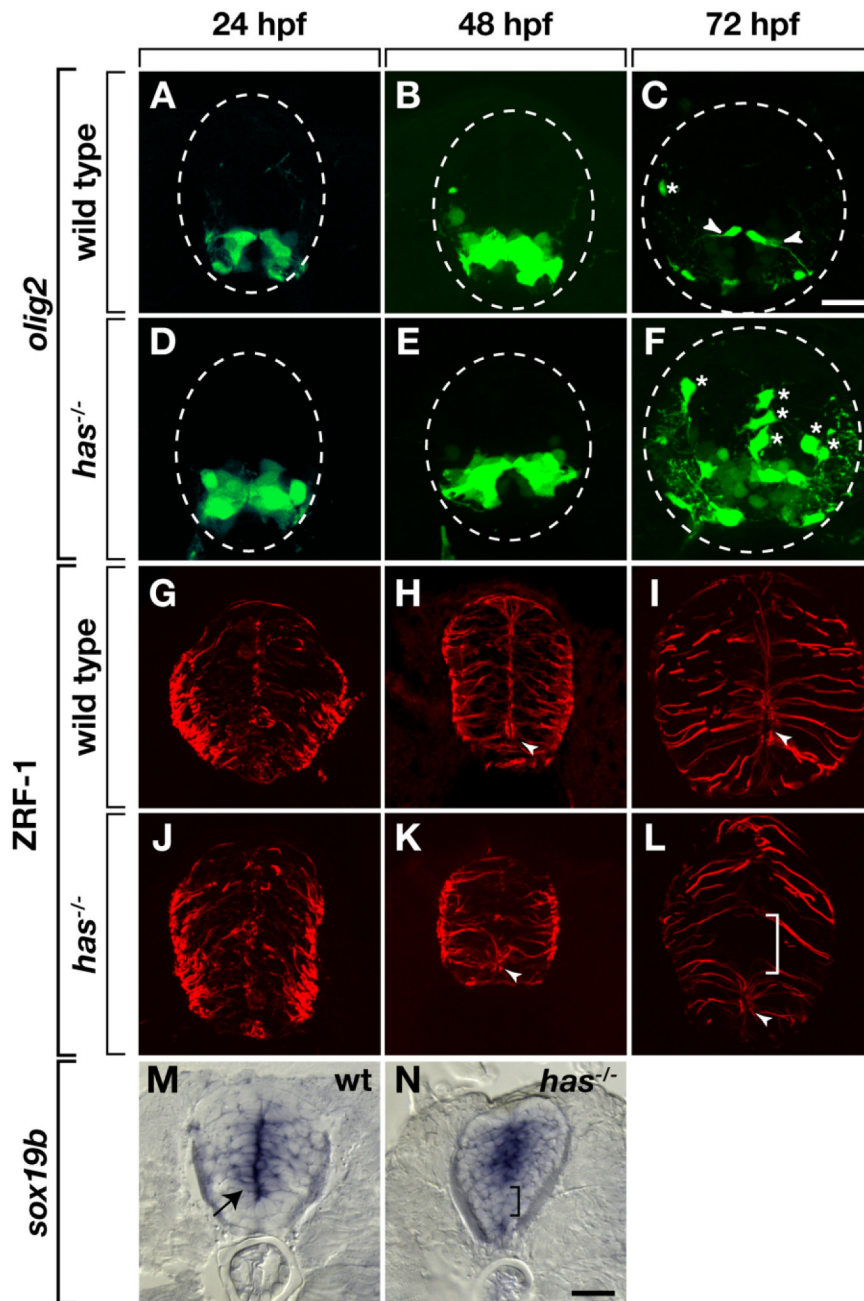 24 hpf 48 hpf 72 hpf
olig2
wild type
A B C
*
has-/-
D E F
* * * * * *
ZRF-1
wild type
G H I
has-/-
J K L
sox19b
M wt N has-/-